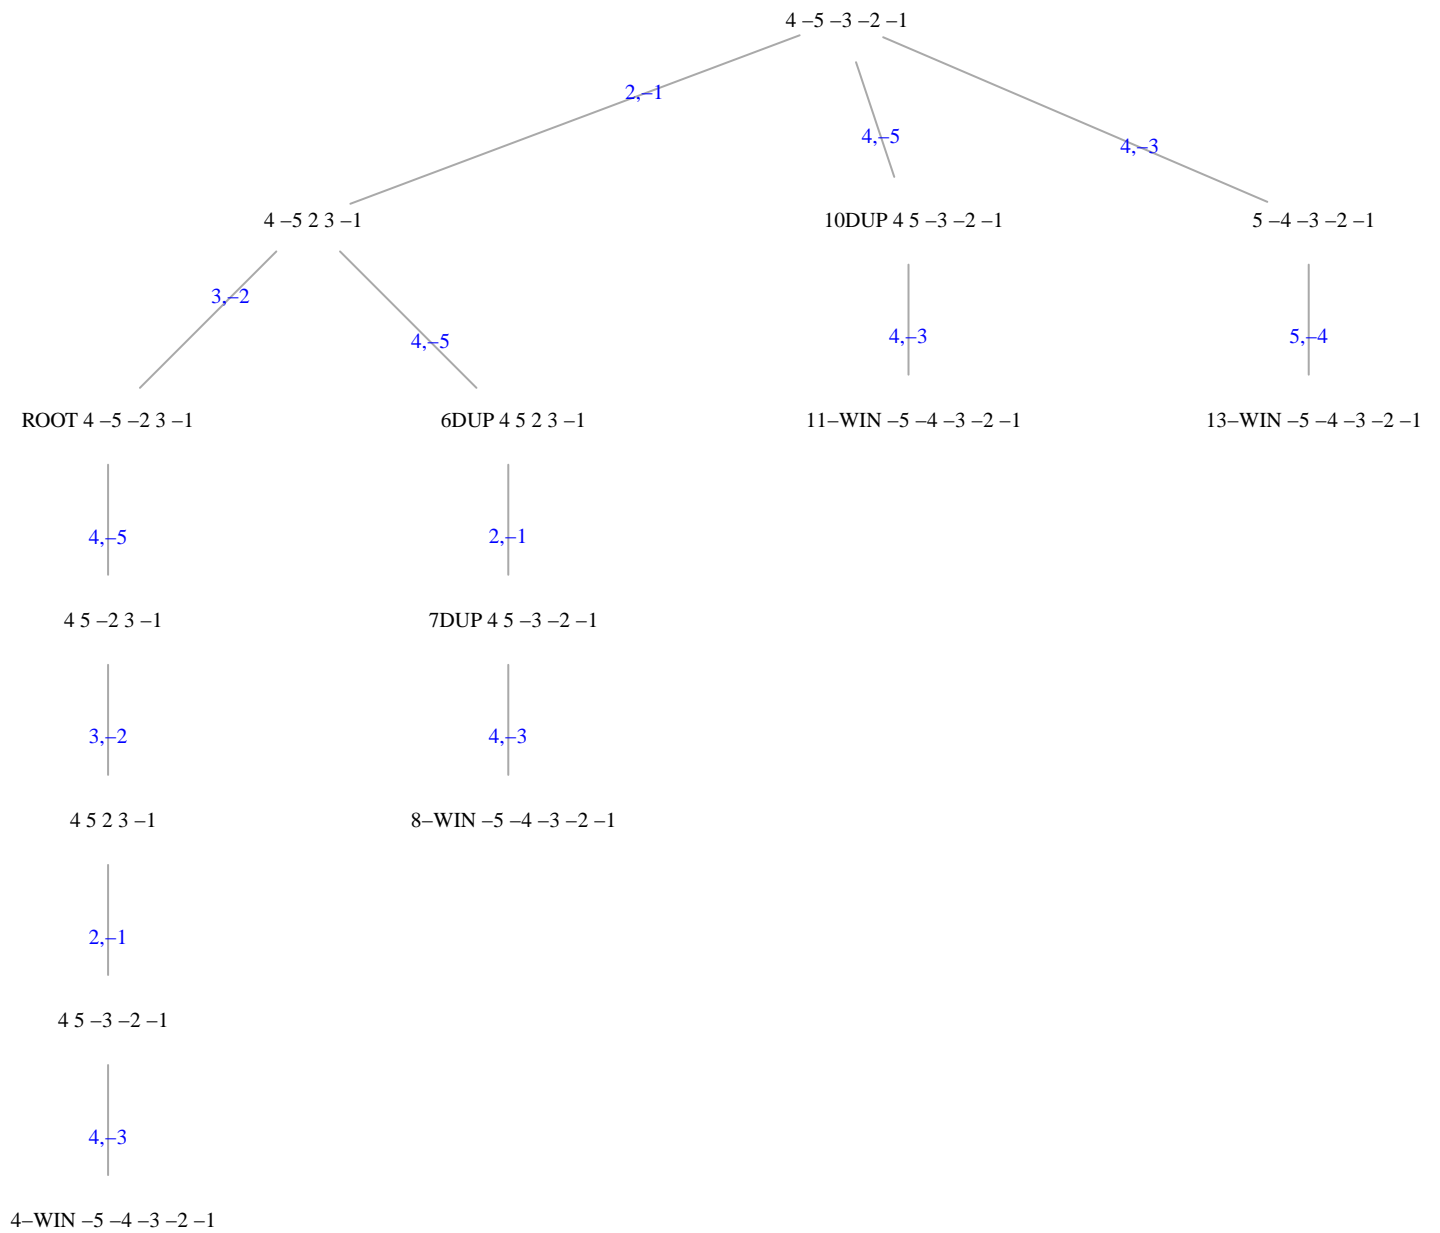 4 –5 –3 –2 –1
2,–1
4,–5
4,–3
4 –5 2 3 –1
10DUP 4 5 –3 –2 –1
5 –4 –3 –2 –1
3,–2
4,–5
4,–3
5,–4
ROOT 4 –5 –2 3 –1
6DUP 4 5 2 3 –1
11–WIN –5 –4 –3 –2 –1
13–WIN –5 –4 –3 –2 –1
4,–5
2,–1
4 5 –2 3 –1
7DUP 4 5 –3 –2 –1
3,–2
4,–3
4 5 2 3 –1
8–WIN –5 –4 –3 –2 –1
2,–1
4 5 –3 –2 –1
4,–3
4–WIN –5 –4 –3 –2 –1